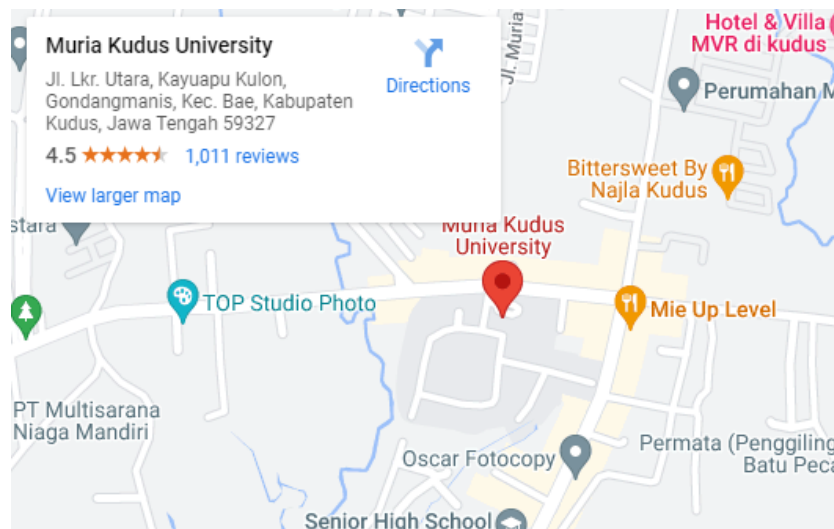 Muria Kudus University
Jl. Lkr. Utara, Kayuapu Kulon,
Gondangmanis, Kec. Bae, Kabupaten
Kudus, Jawa Tengah 59327
4.5 1,011 reviews
View larger map
Directions
Jl. Muria
Hotel & Villa
MVR di kudus
Perumahan M
Bittersweet By
Najla Kudus
stara
Muria Kudus
University
TOP Studio Photo
Mie Up Level
PT Multisarana
Niaga Mandiri
Oscar Fotocopy
Permata (Penggiling
Batu Peca
Senior High School